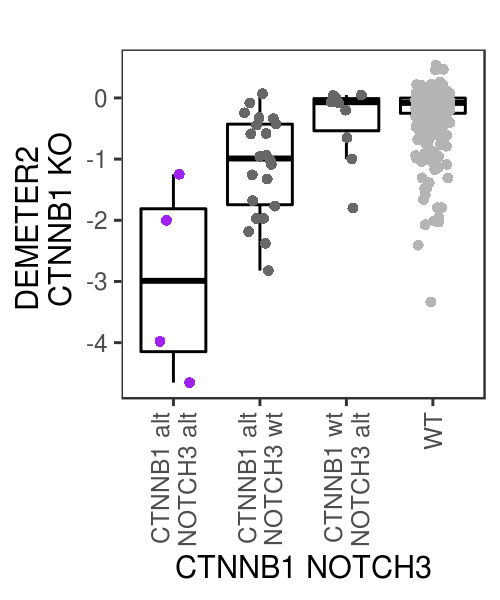 DEMETER2
CTNNB1 KO
0
-1
-2
-3
-4
CTNNB1 alt
NOTCH3 alt
CTNNB1 alt
NOTCH3 wt
CTNNB1 wt
NOTCH3 alt
WT
CTNNB1 NOTCH3